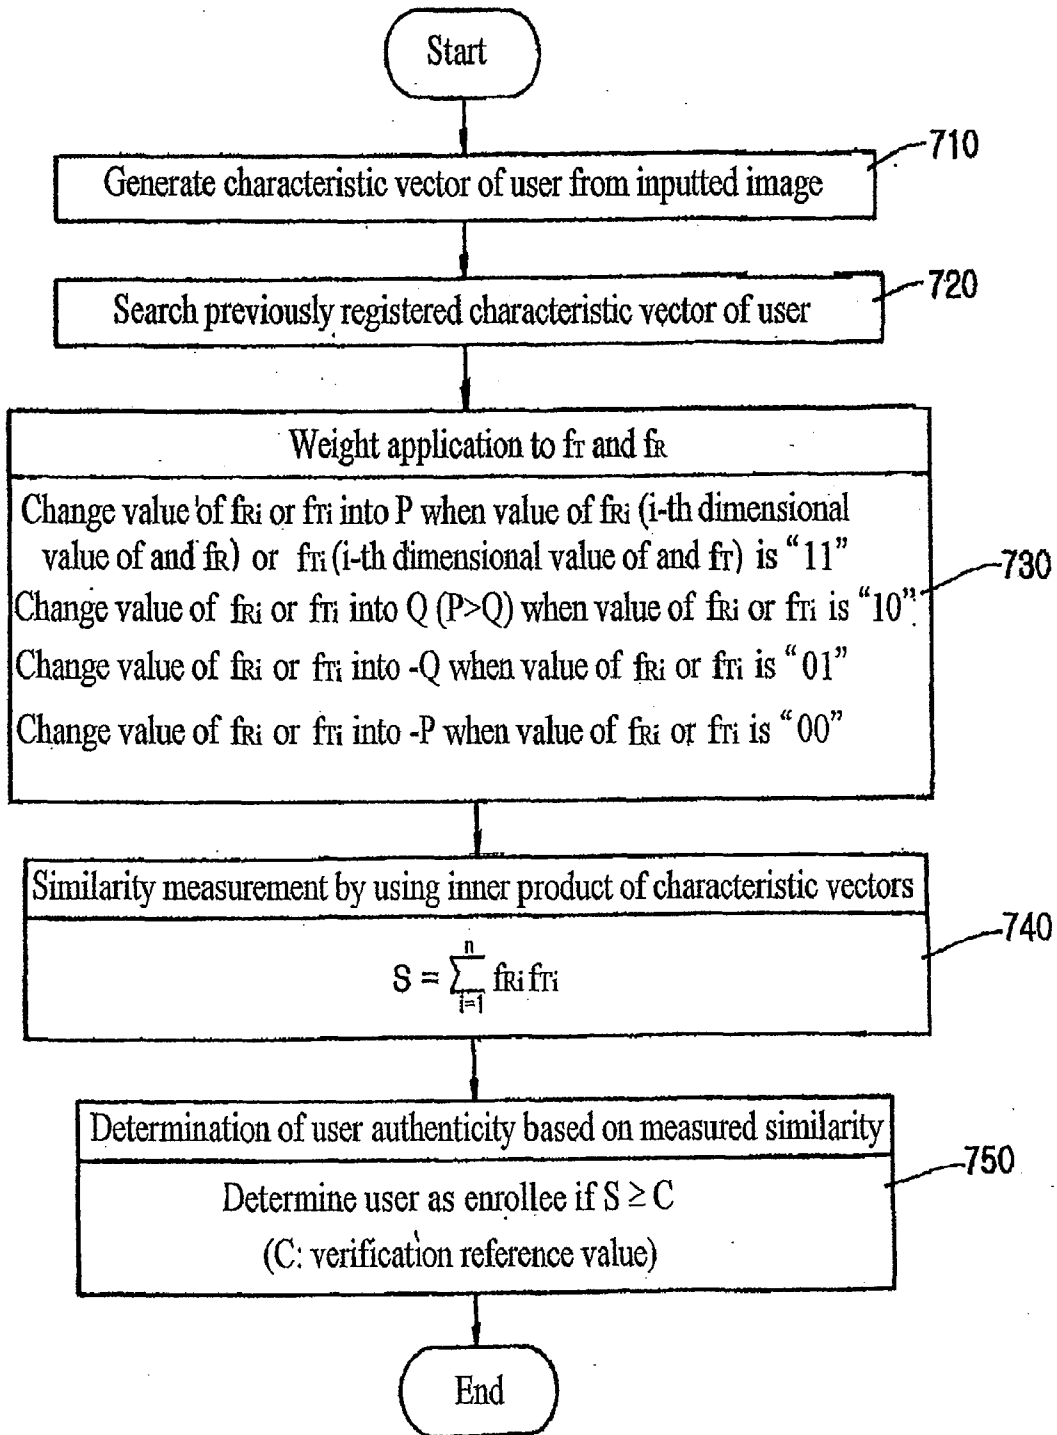 Start
710
Generate characteristic vector of user from inputted image
720
Search previously registered characteristic vector of user
Weight application to fT and fR
Change value of fRi or fTi into P when value of fRi (i-th dimensional
value of and fR) or fTi (i-th dimensional value of and fT) is “11”
730
Change value of fRi or fTi into Q (P>Q) when value of fRi or fTi is “10”
Change value of fRi or fTi into -Q when value of fRi or fTi is “01”
Change value of fRi or fTi into -P when value of fRi or fTi is “00”
Similarity measurement by using inner product of characteristic vectors
740
S = n∑i=1 fRi fTi
Determination of user authenticity based on measured similarity
750
Determine user as enrollee if S ≥ C
(C: verification reference value)
End